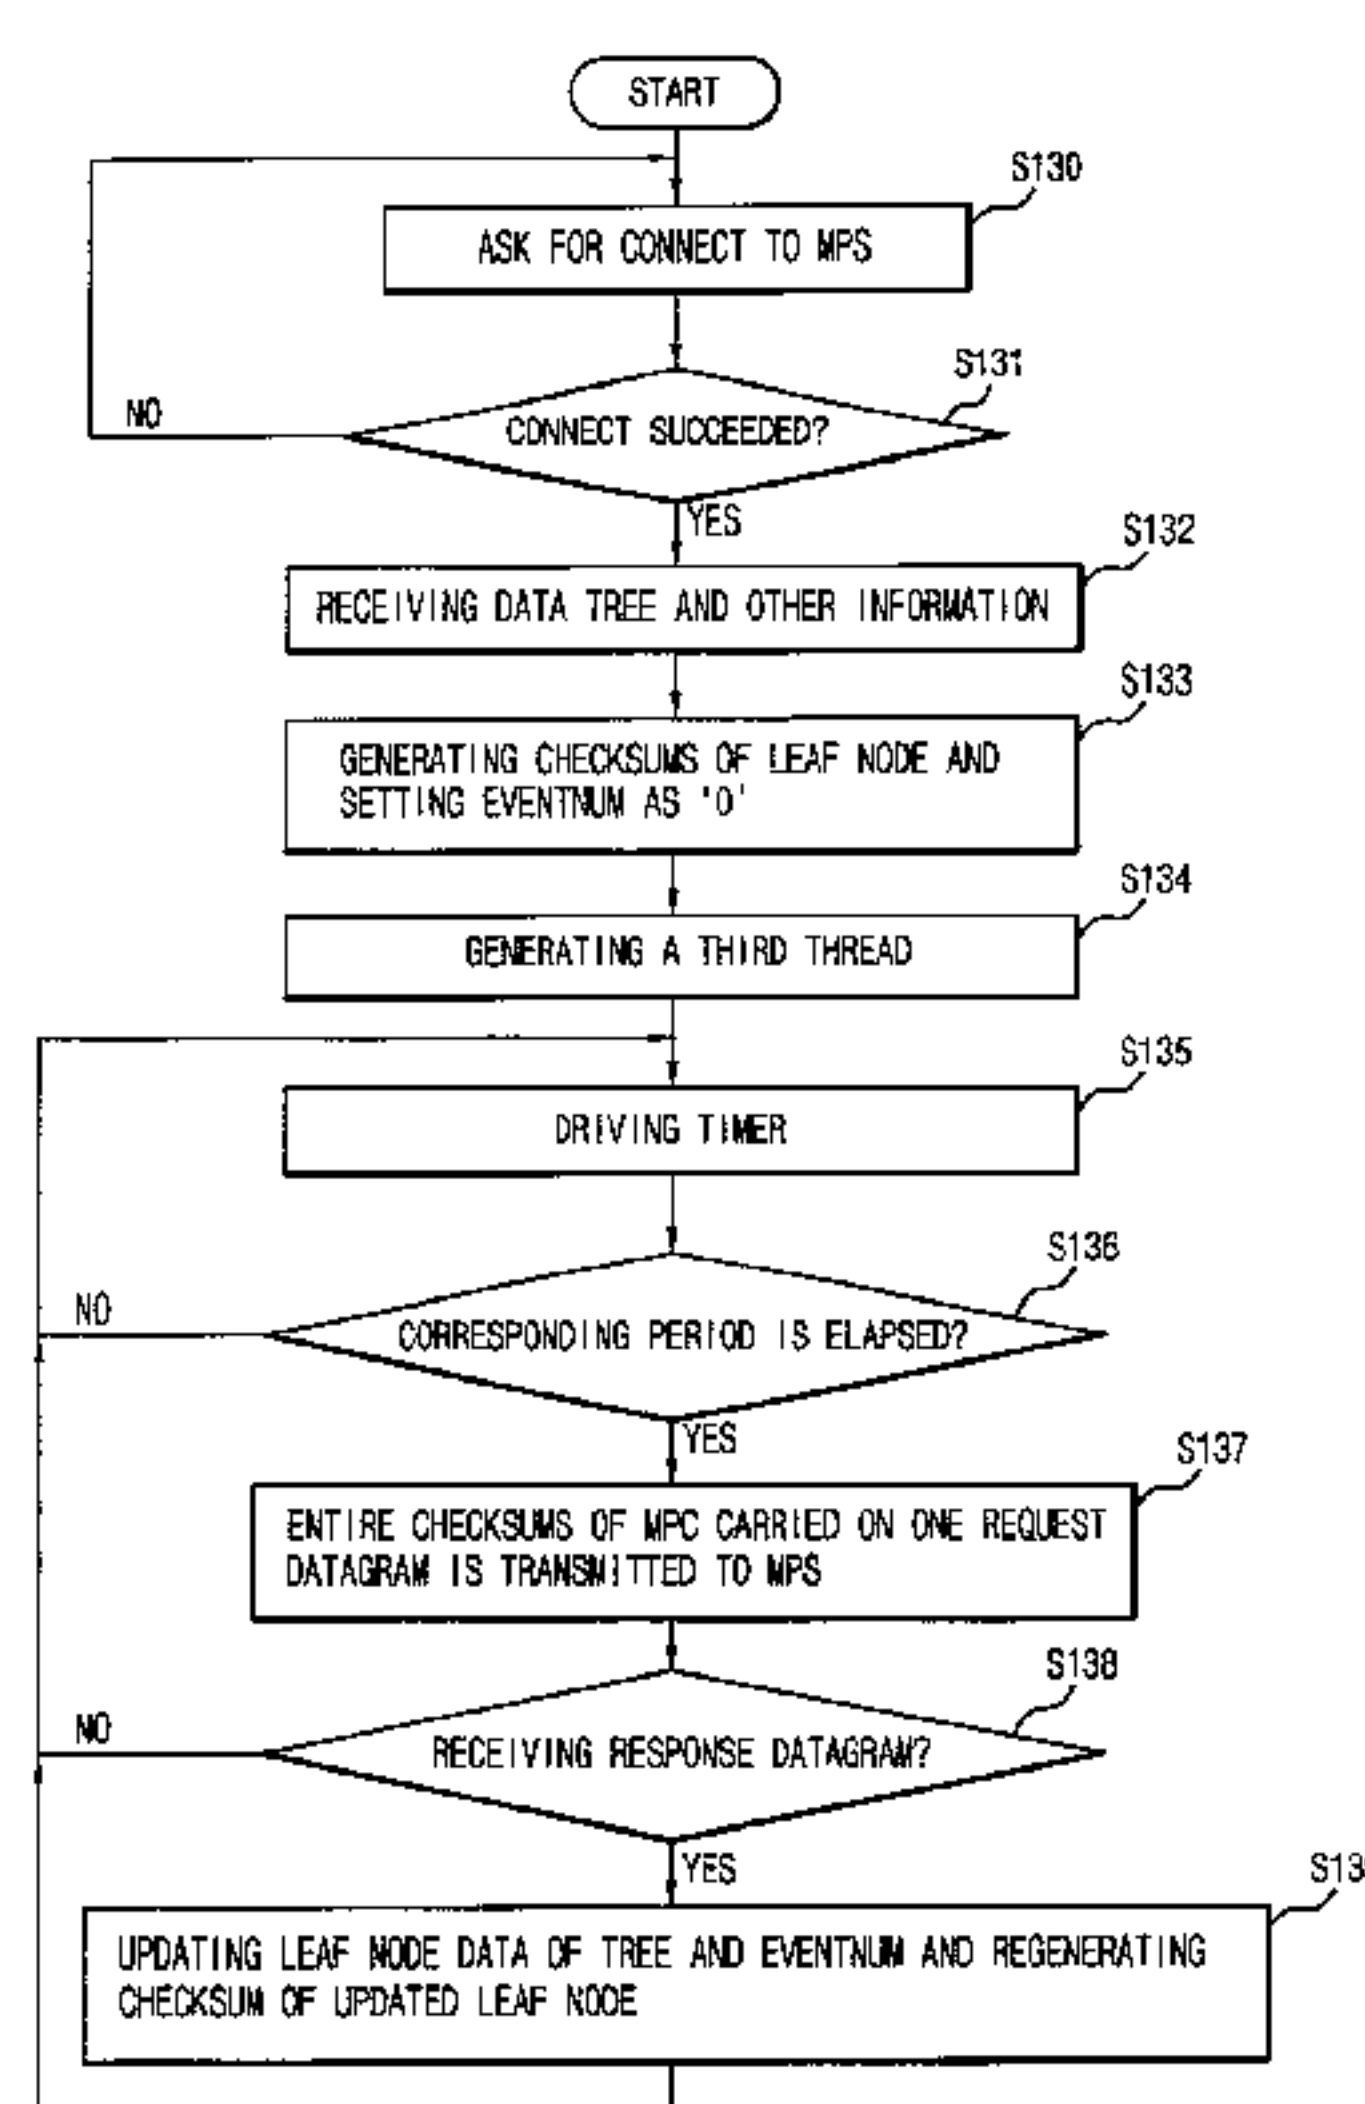 START
S130
ASK FOR CONNECT TO MPS
S131
CONNECT SUCCEEDED?
NO
YES
S132
RECEIVING DATA TREE AND OTHER INFORMATION
S133
GENERATING CHECKSUMS OF LEAF NODE AND
SETTING EVENTNUM AS '0'
S134
GENERATING A THIRD THREAD
S135
DRIVING TIMER
S136
CORRESPONDING PERIOD IS ELAPSED?
NO
YES
S137
ENTIRE CHECKSUMS OF MPC CARRIED ON ONE REQUEST
DATAGRAM IS TRANSMITTED TO MPS
S138
RECEIVING RESPONSE DATAGRAM?
NO
YES
UPDATING LEAF NODE DATA OF TREE AND EVENTNUM AND REGENERATING
CHECKSUM OF UPDATED LEAF NODE